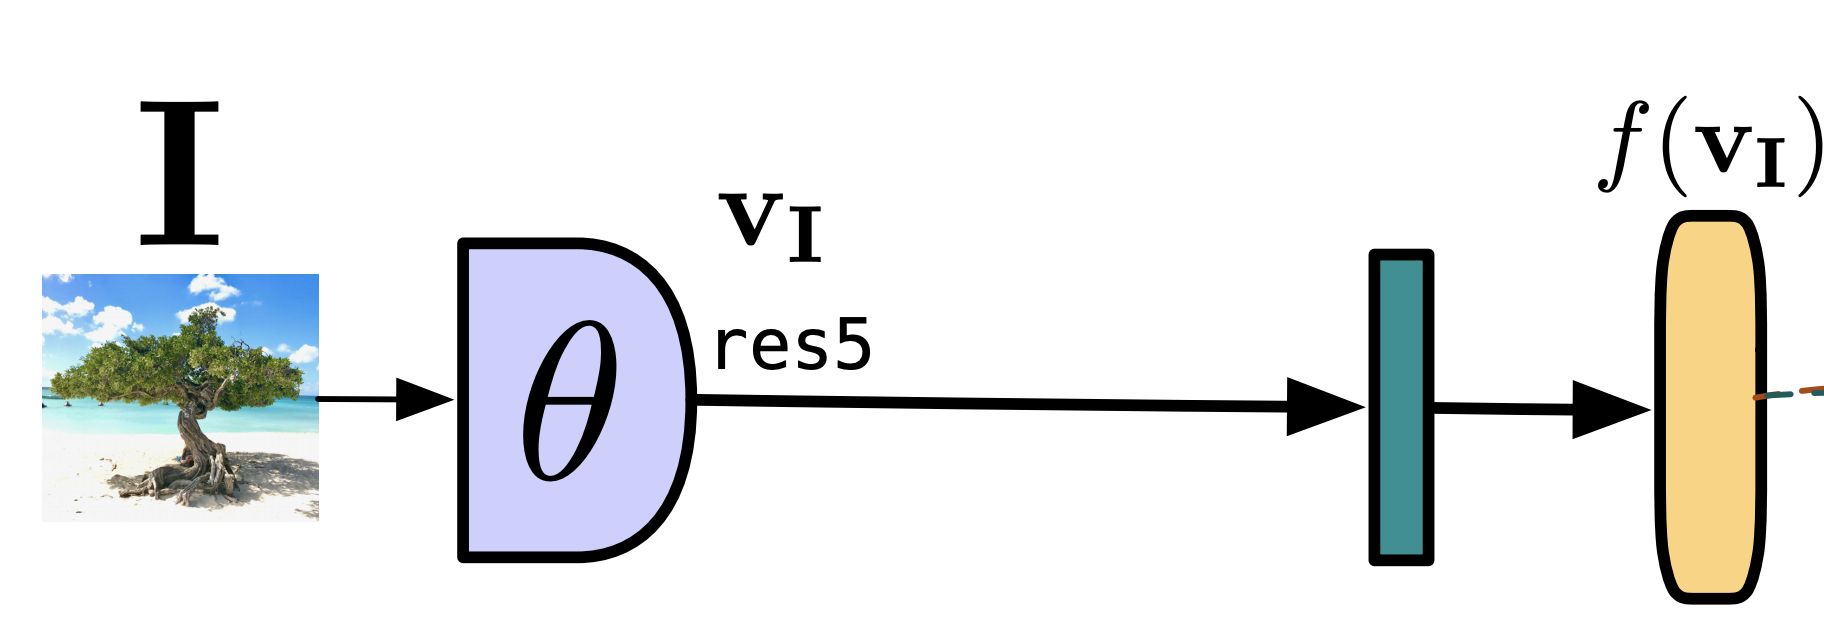 I
θ
v_I
res5
f(v_I)